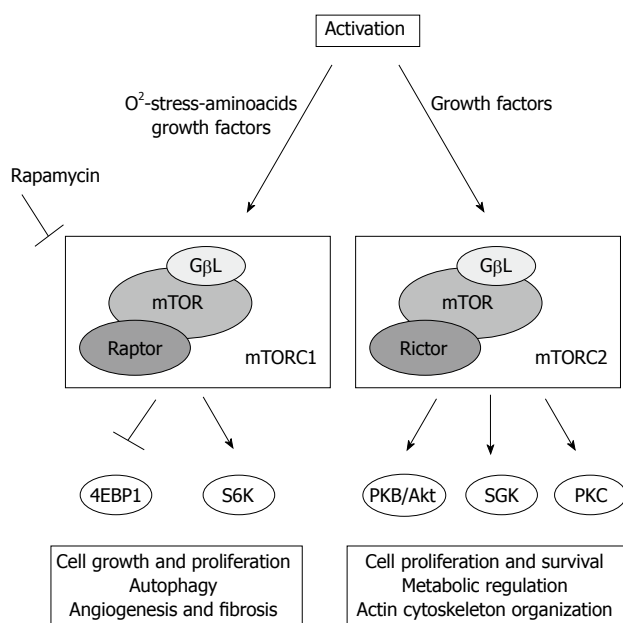 Activation
O²-stress-aminoacids
growth factors
Growth factors
Rapamycin
GβL
mTOR
Raptor
mTORC1
GβL
mTOR
Rictor
mTORC2
4EBP1
S6K
PKB/Akt
SGK
PKC
Cell growth and proliferation
Autophagy
Angiogenesis and fibrosis
Cell proliferation and survival
Metabolic regulation
Actin cytoskeleton organization